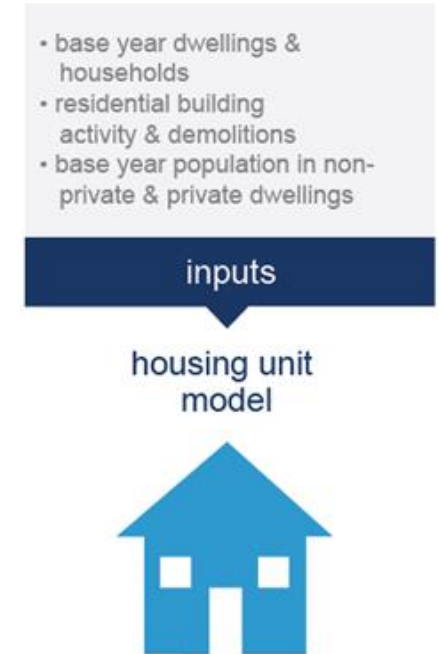 • base year dwellings &
households
• residential building
activity & demolitions
• base year population in non-
private & private dwellings
inputs
housing unit
model